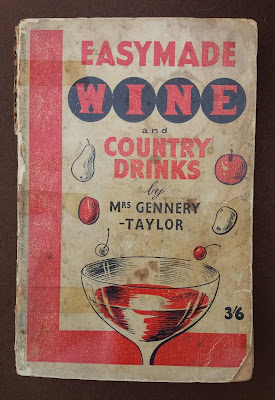 EASYMADE
WINE
and
COUNTRY
DRINKS
by
MRS GENNERY
-TAYLOR
3/6